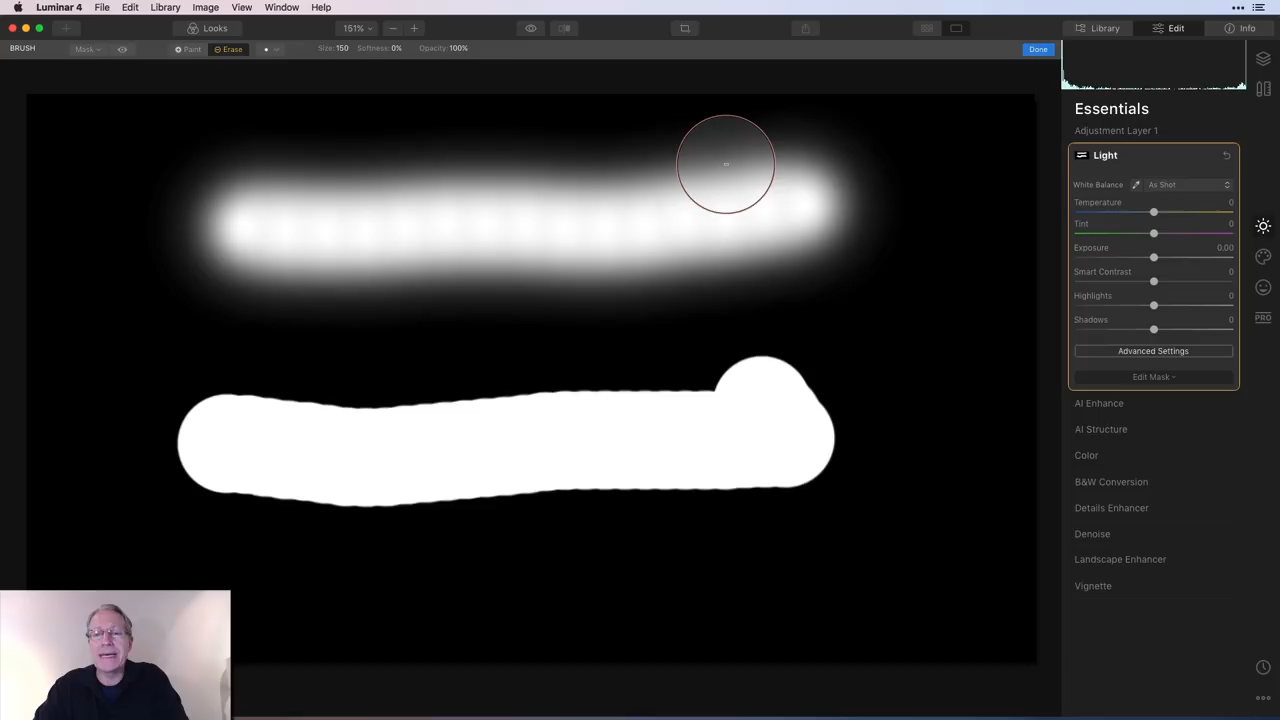 Luminar 4 File Edit Library Image View Window Help
Looks 151% Library Edit Info
BRUSH Mask Paint Erase Size:150 Softness:0% Opacity:100% Done
Essentials
Adjustment Layer 1
Light
White Balance As Shot
Temperature 0
Tint 0
Exposure 0.00
Smart Contrast 0
Highlights 0
Shadows 0
Advanced Settings
Edit Mask
AI Enhance
AI Structure
Color
B&W Conversion
Details Enhancer
Denoise
Landscape Enhancer
Vignette
PRO